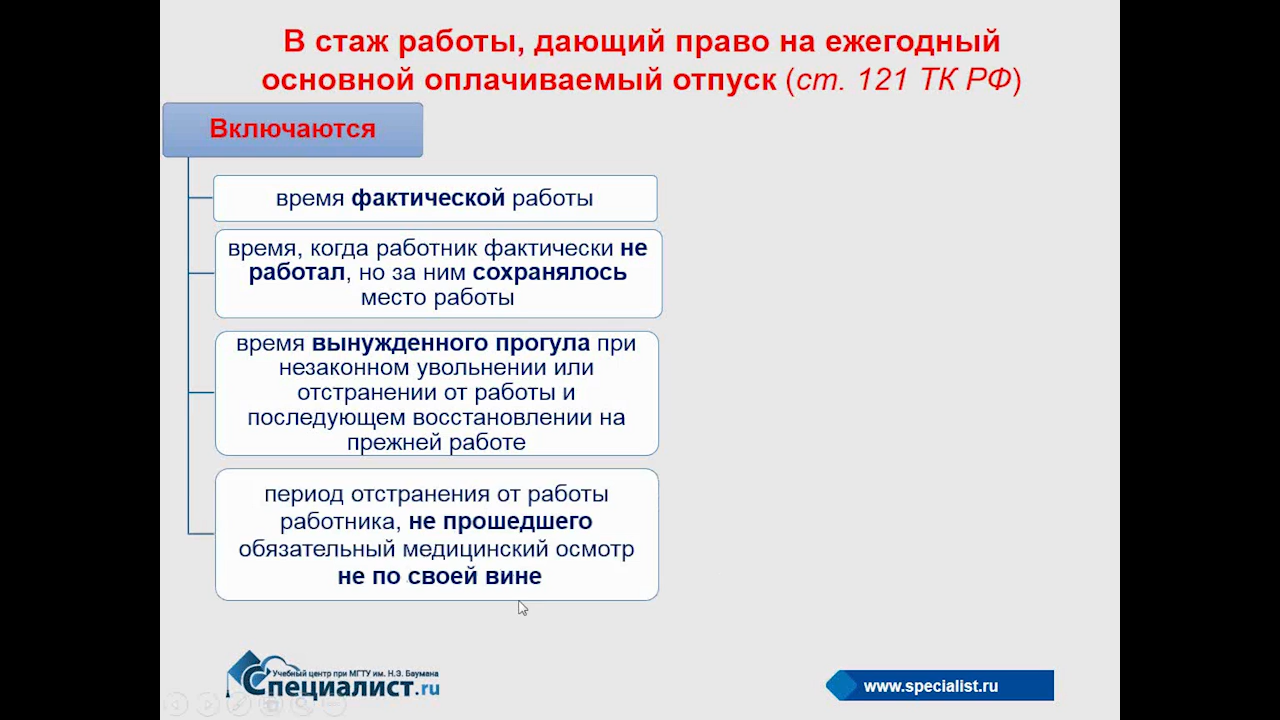 В стаж работы, дающий право на ежегодный
основной оплачиваемый отпуск (ст. 121 ТК РФ)
Включаются
время фактической работы
время, когда работник фактически не
работал, но за ним сохранялось
место работы
время вынужденного прогула при
незаконном увольнении или
отстранении от работы и
последующем восстановлении на
прежней работе
период отстранения от работы
работника, не прошедшего
обязательный медицинский осмотр
не по своей вине
Учебный центр при МГТУ им. Н.Э. Баумана
Специалист.ru
www.specialist.ru